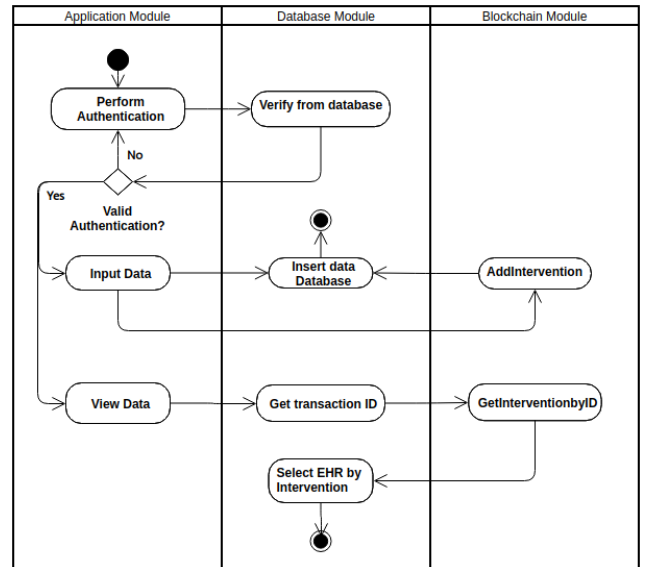 Application Module
Database Module
Blockchain Module
Perform
Authentication
Verify from database
No
Yes
Valid
Authentication?
Input Data
Insert data
Database
AddIntervention
View Data
Get transaction ID
GetInterventionbyID
Select EHR by
Intervention